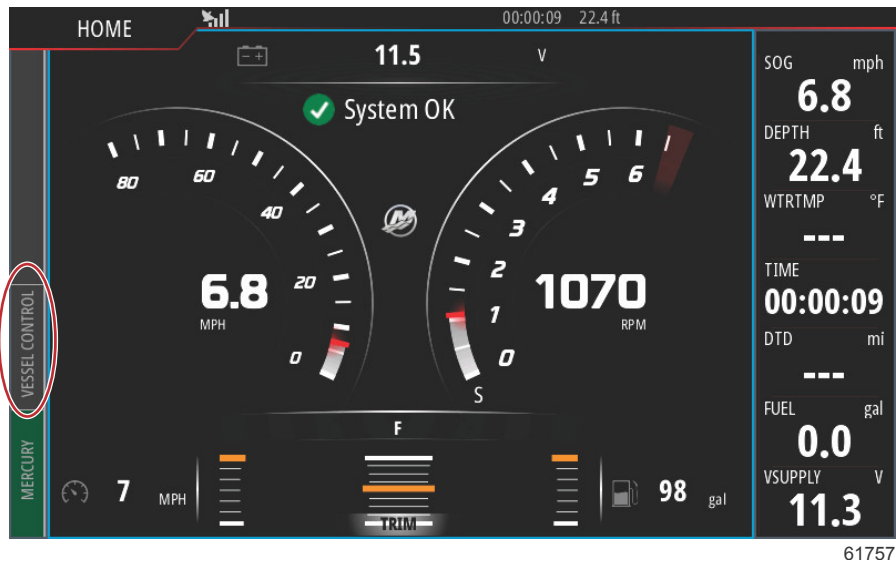 HOME
00:00:09 22.4 ft
11.5 V
System OK
80 60 40 20 0
6.8
MPH
6 5 4 3 2 1 0
S
1070
RPM
F
7 MPH
TRIM
98 gal
VESSEL CONTROL
MERCURY
SOG mph
6.8
DEPTH ft
22.4
WTRTMP °F
---
TIME
00:00:09
DTD mi
---
FUEL gal
0.0
VSUPPLY V
11.3
61757